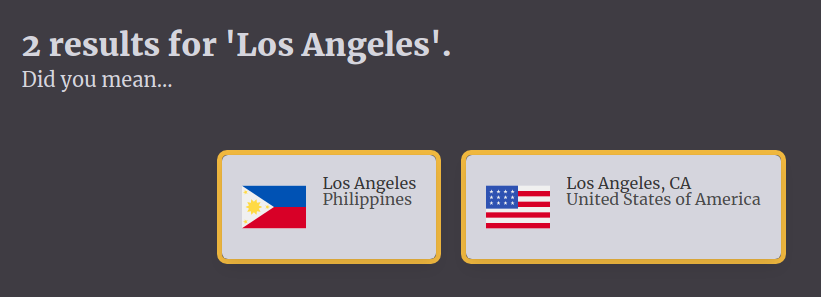 2 results for 'Los Angeles'.
Did you mean...
Los Angeles
Philippines
Los Angeles, CA
United States of America